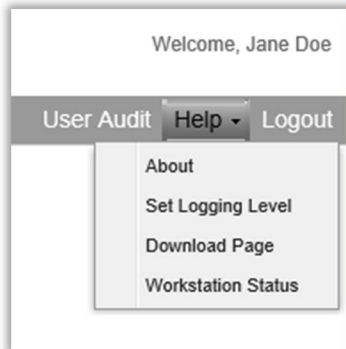 Welcome, Jane Doe
User Audit Help Logout
About
Set Logging Level
Download Page
Workstation Status